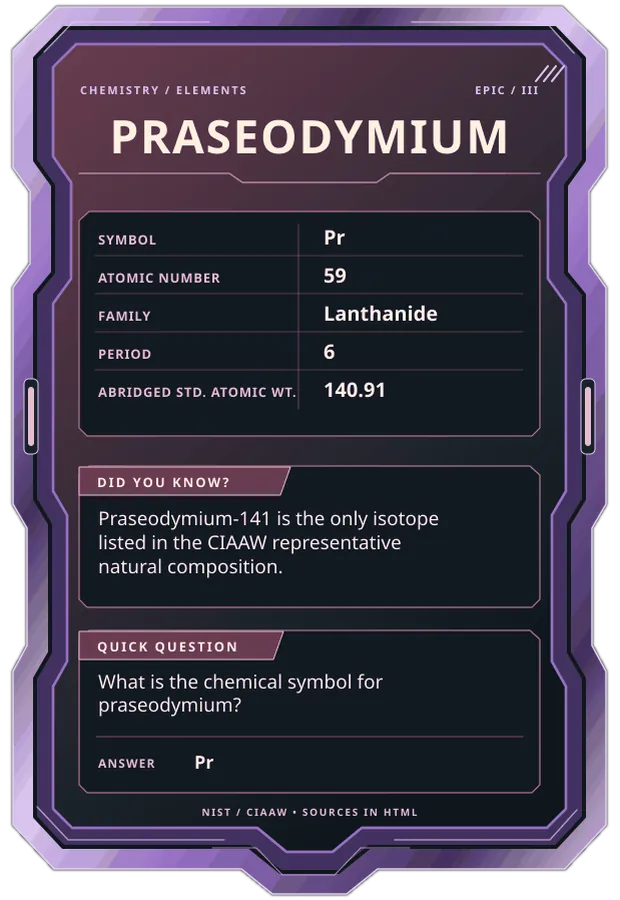 CHEMISTRY / ELEMENTS
EPIC / III
PRASEODYMIUM
SYMBOL Pr
ATOMIC NUMBER 59
FAMILY Lanthanide
PERIOD 6
ABRIDGED STD. ATOMIC WT. 140.91
DID YOU KNOW?
Praseodymium-141 is the only isotope
listed in the CIAAW representative
natural composition.
QUICK QUESTION
What is the chemical symbol for
praseodymium?
ANSWER Pr
NIST / CIAAW • SOURCES IN HTML